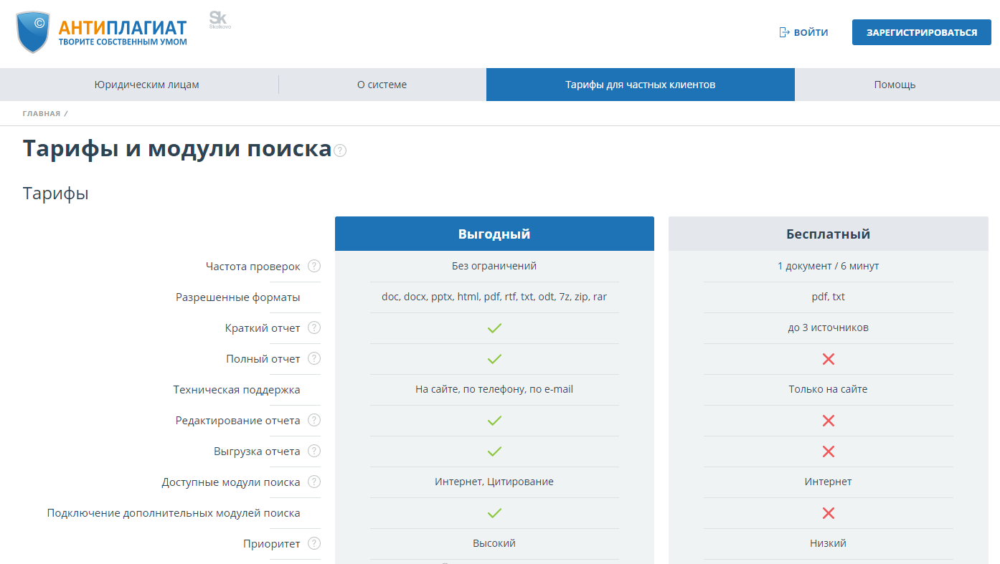 ©
АНТИПЛАГИАТ
ТВОРИТЕ СОБСТВЕННЫМ УМОМ
Sk
Skolkovo
ВОЙТИ
ЗАРЕГИСТРИРОВАТЬСЯ
Юридическим лицам
О системе
Тарифы для частных клиентов
Помощь
ГЛАВНАЯ /
Тарифы и модули поиска ?
Тарифы
Выгодный
Бесплатный
Частота проверок ? Без ограничений 1 документ / 6 минут
Разрешенные форматы doc, docx, pptx, html, pdf, rtf, txt, odt, 7z, zip, rar pdf, txt
Краткий отчет ? до 3 источников
Полный отчет ?
Техническая поддержка На сайте, по телефону, по e-mail Только на сайте
Редактирование отчета ?
Выгрузка отчета ?
Доступные модули поиска ? Интернет, Цитирование Интернет
Подключение дополнительных модулей поиска
Приоритет ? Высокий Низкий